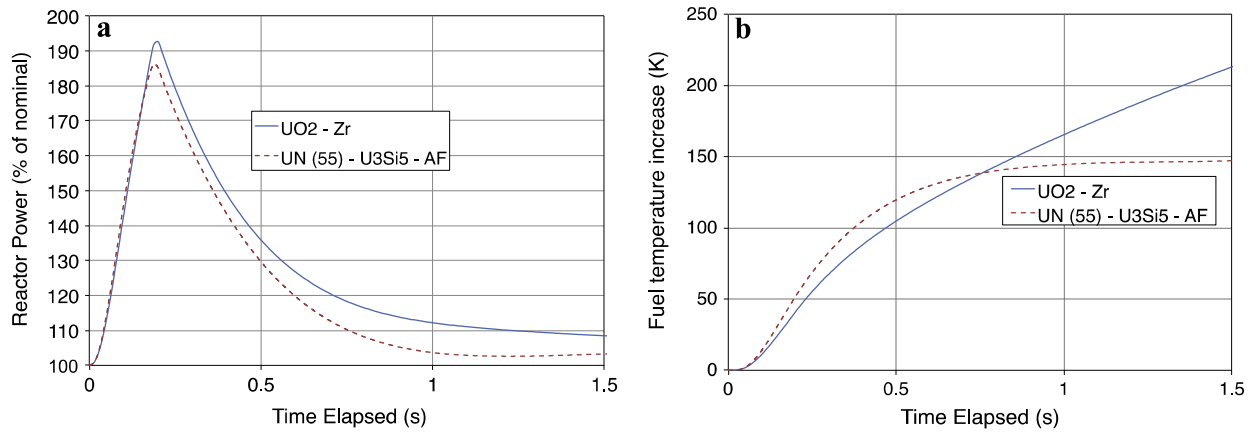 a
Reactor Power (% of nominal)
200
190
180
170
160
150
140
130
120
110
100
UO2 - Zr
UN (55) - U3Si5 - AF
0
0.5
1
1.5
Time Elapsed (s)
b
Fuel temperature increase (K)
250
200
150
100
50
0
UO2 - Zr
UN (55) - U3Si5 - AF
0
0.5
1
1.5
Time Elapsed (s)